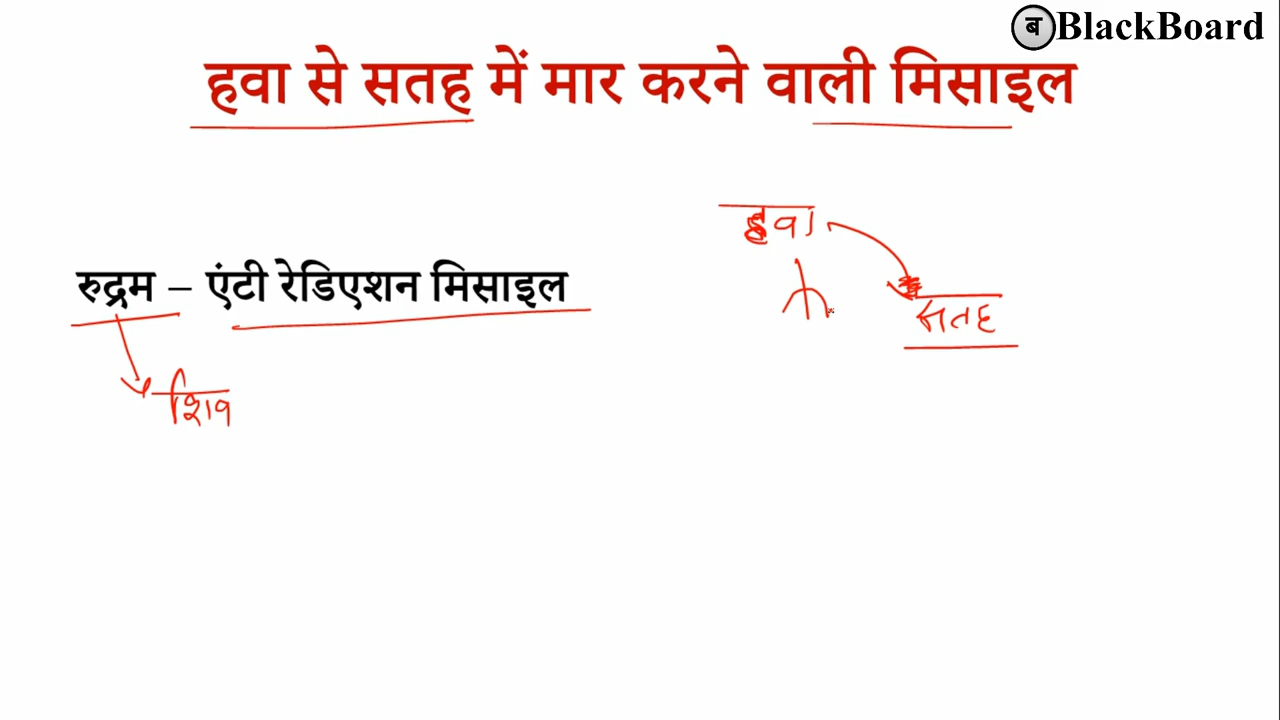 ब BlackBoard
हवा से सतह में मार करने वाली मिसाइल
हवा
रुद्रम – एंटी रेडिएशन मिसाइल
सतह
शिव